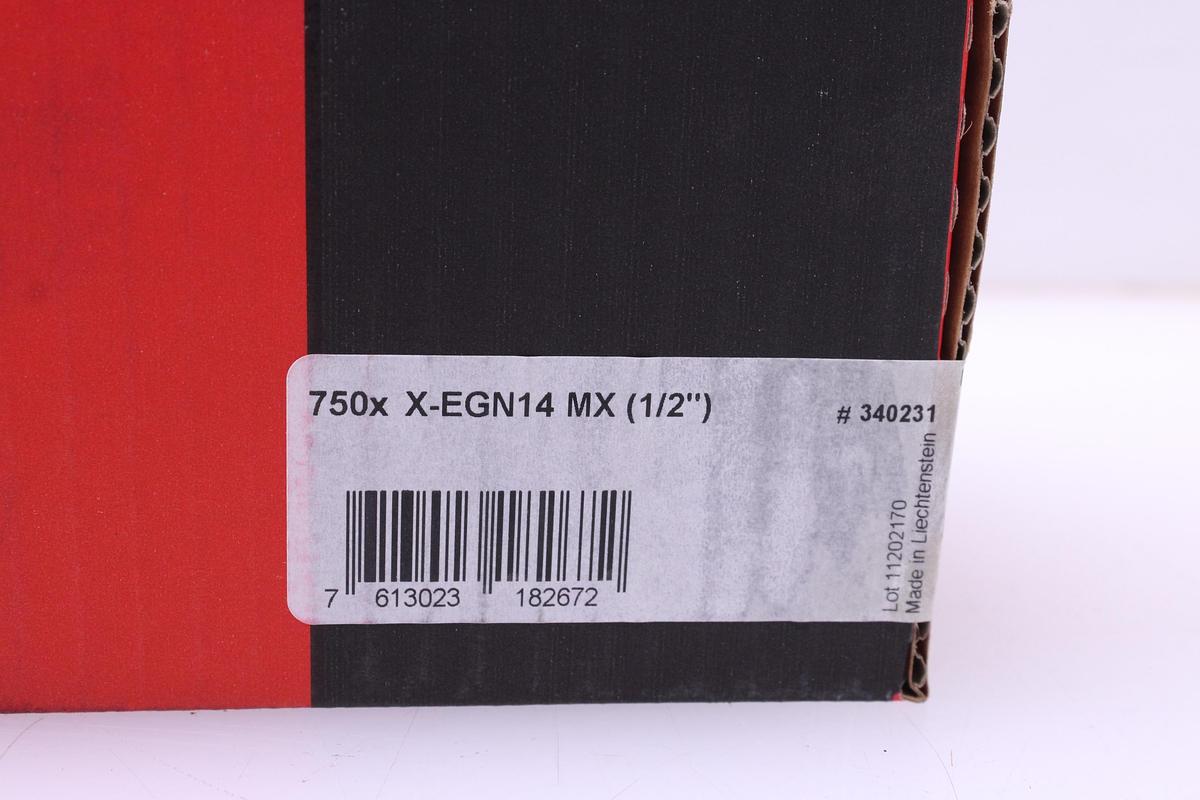 750x X-EGN14 MX (1/2")
# 340231
7 613023 182672
Lot 11202170
Made in Liechtenstein